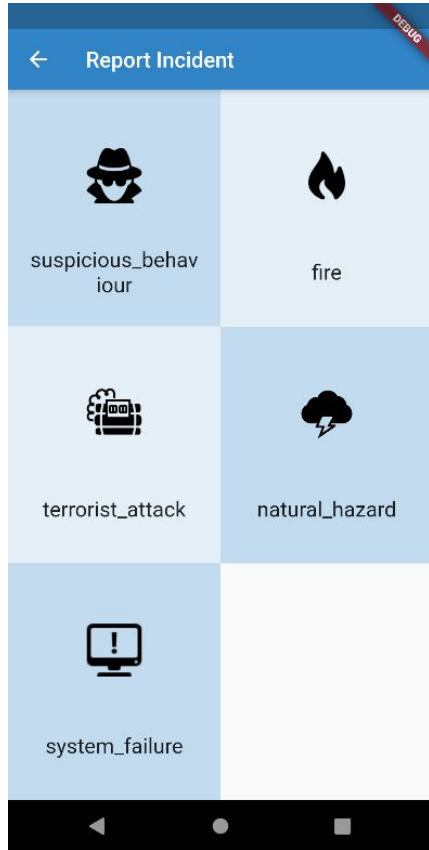 DEBUG
Report Incident
suspicious_behav
iour
fire
terrorist_attack
natural_hazard
system_failure